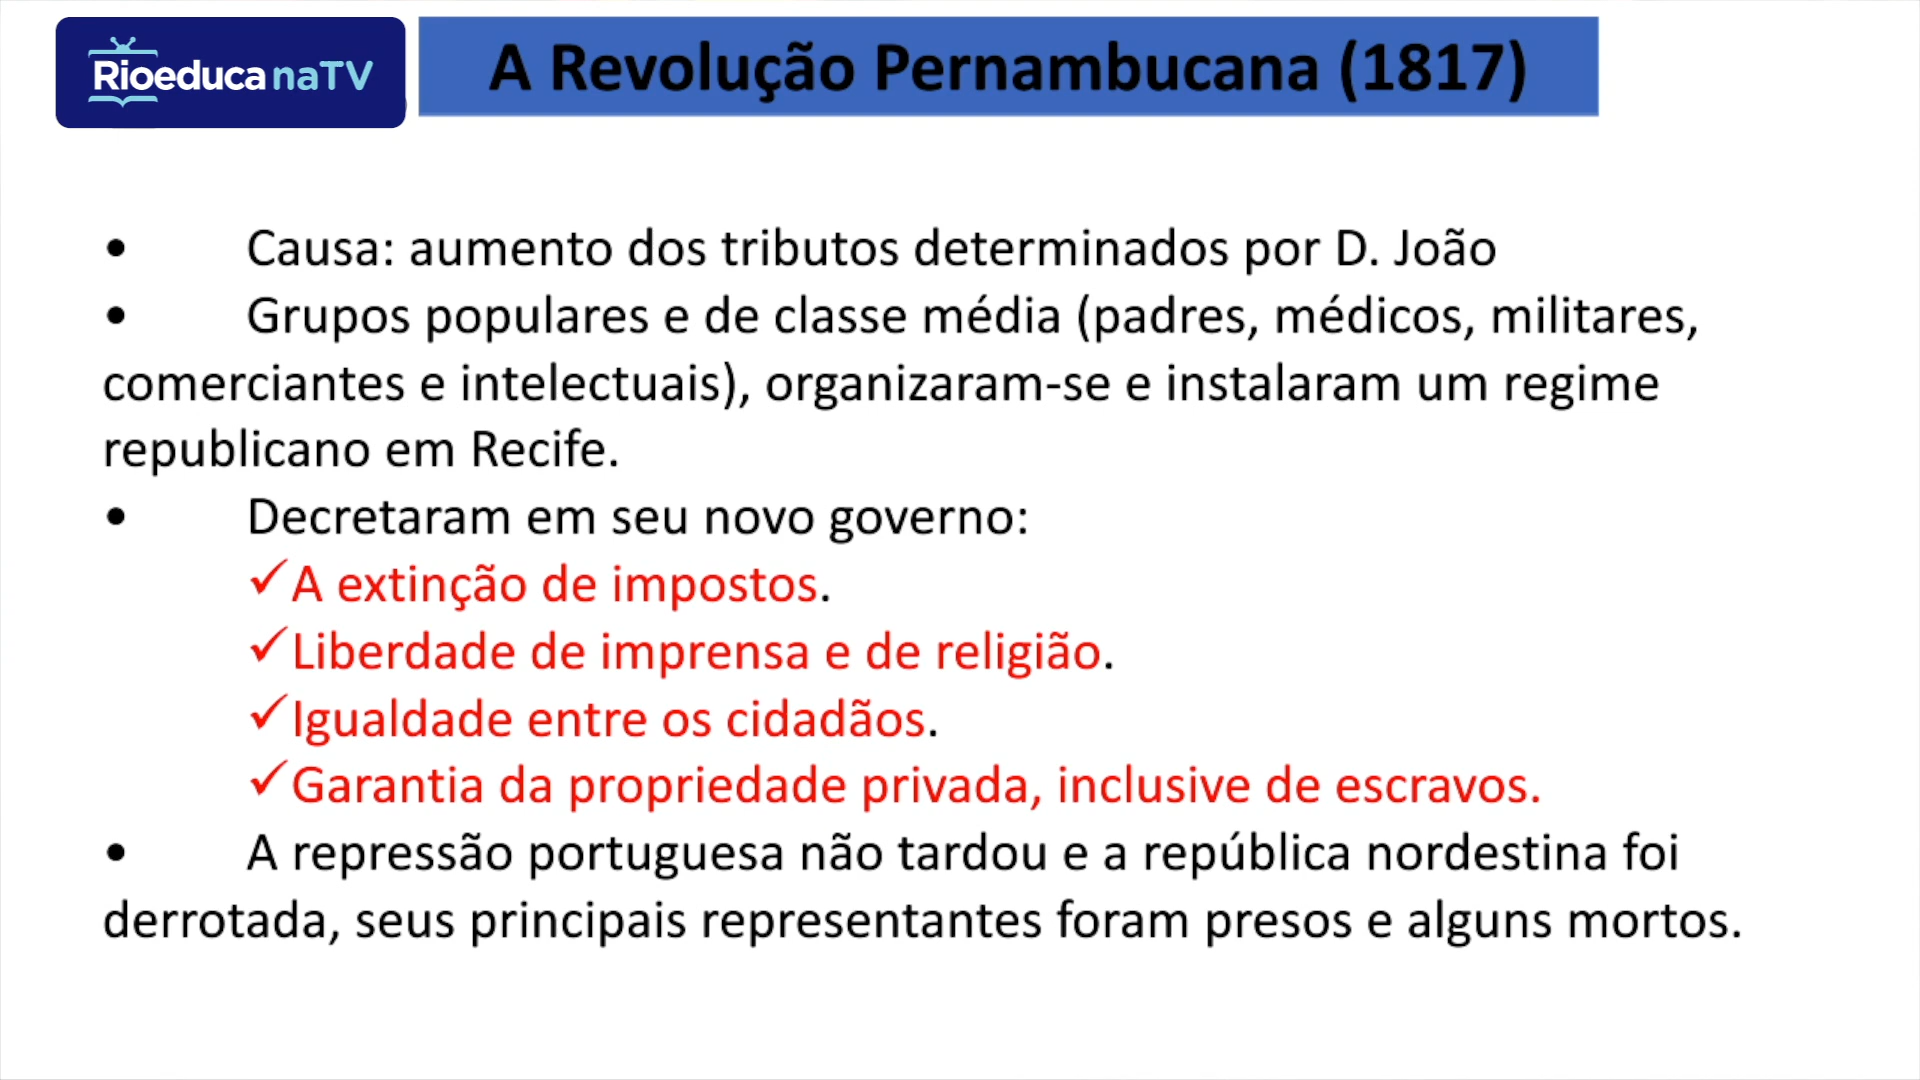 Rioeduca naTV
A Revolução Pernambucana (1817)
• Causa: aumento dos tributos determinados por D. João
• Grupos populares e de classe média (padres, médicos, militares,
comerciantes e intelectuais), organizaram-se e instalaram um regime
republicano em Recife.
• Decretaram em seu novo governo:
✓A extinção de impostos.
✓Liberdade de imprensa e de religião.
✓Igualdade entre os cidadãos.
✓Garantia da propriedade privada, inclusive de escravos.
• A repressão portuguesa não tardou e a república nordestina foi
derrotada, seus principais representantes foram presos e alguns mortos.